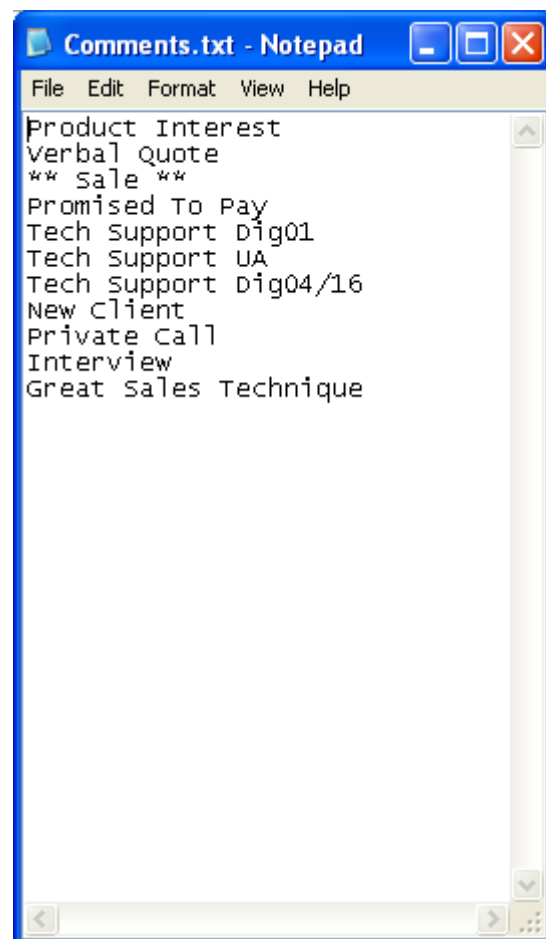 Comments.txt - Notepad
File Edit Format View Help
Product Interest
Verbal Quote
** Sale **
Promised To Pay
Tech Support Dig01
Tech Support UA
Tech Support Dig04/16
New Client
Private Call
Interview
Great Sales Technique